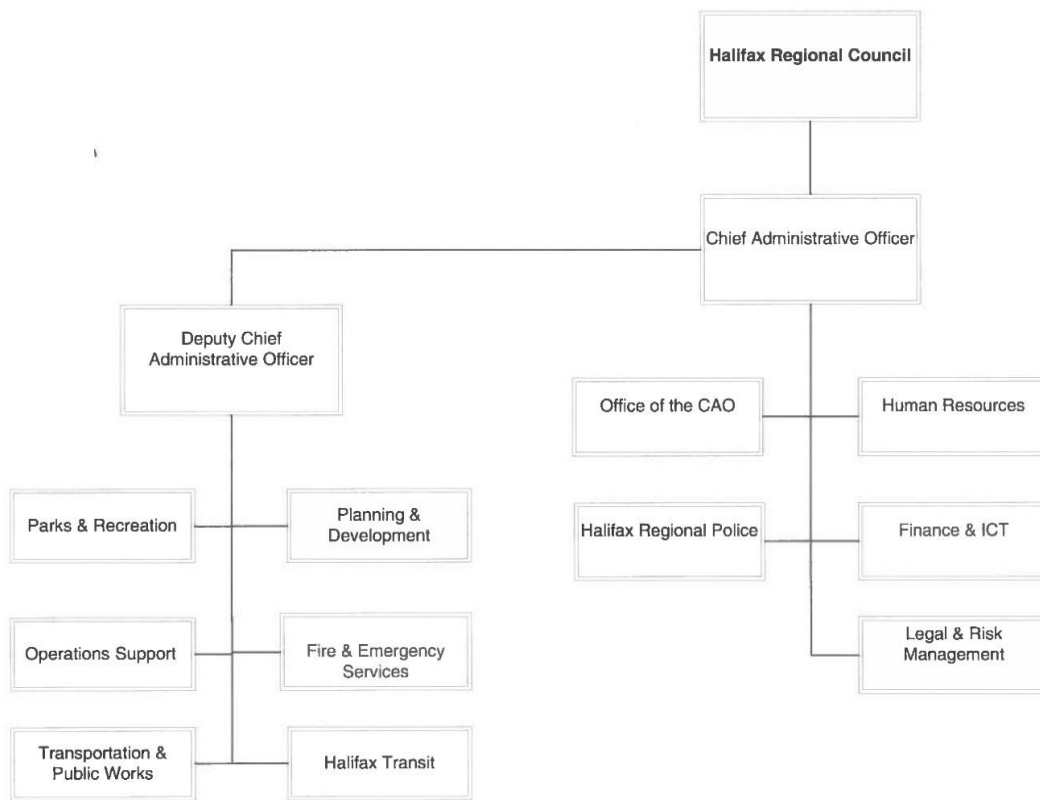 Halifax Regional Council
Chief Administrative Officer
Deputy Chief
Administrative Officer
Office of the CAO
Human Resources
Parks & Recreation
Planning &
Development
Halifax Regional Police
Finance & ICT
Operations Support
Fire & Emergency
Services
Legal & Risk
Management
Transportation &
Public Works
Halifax Transit